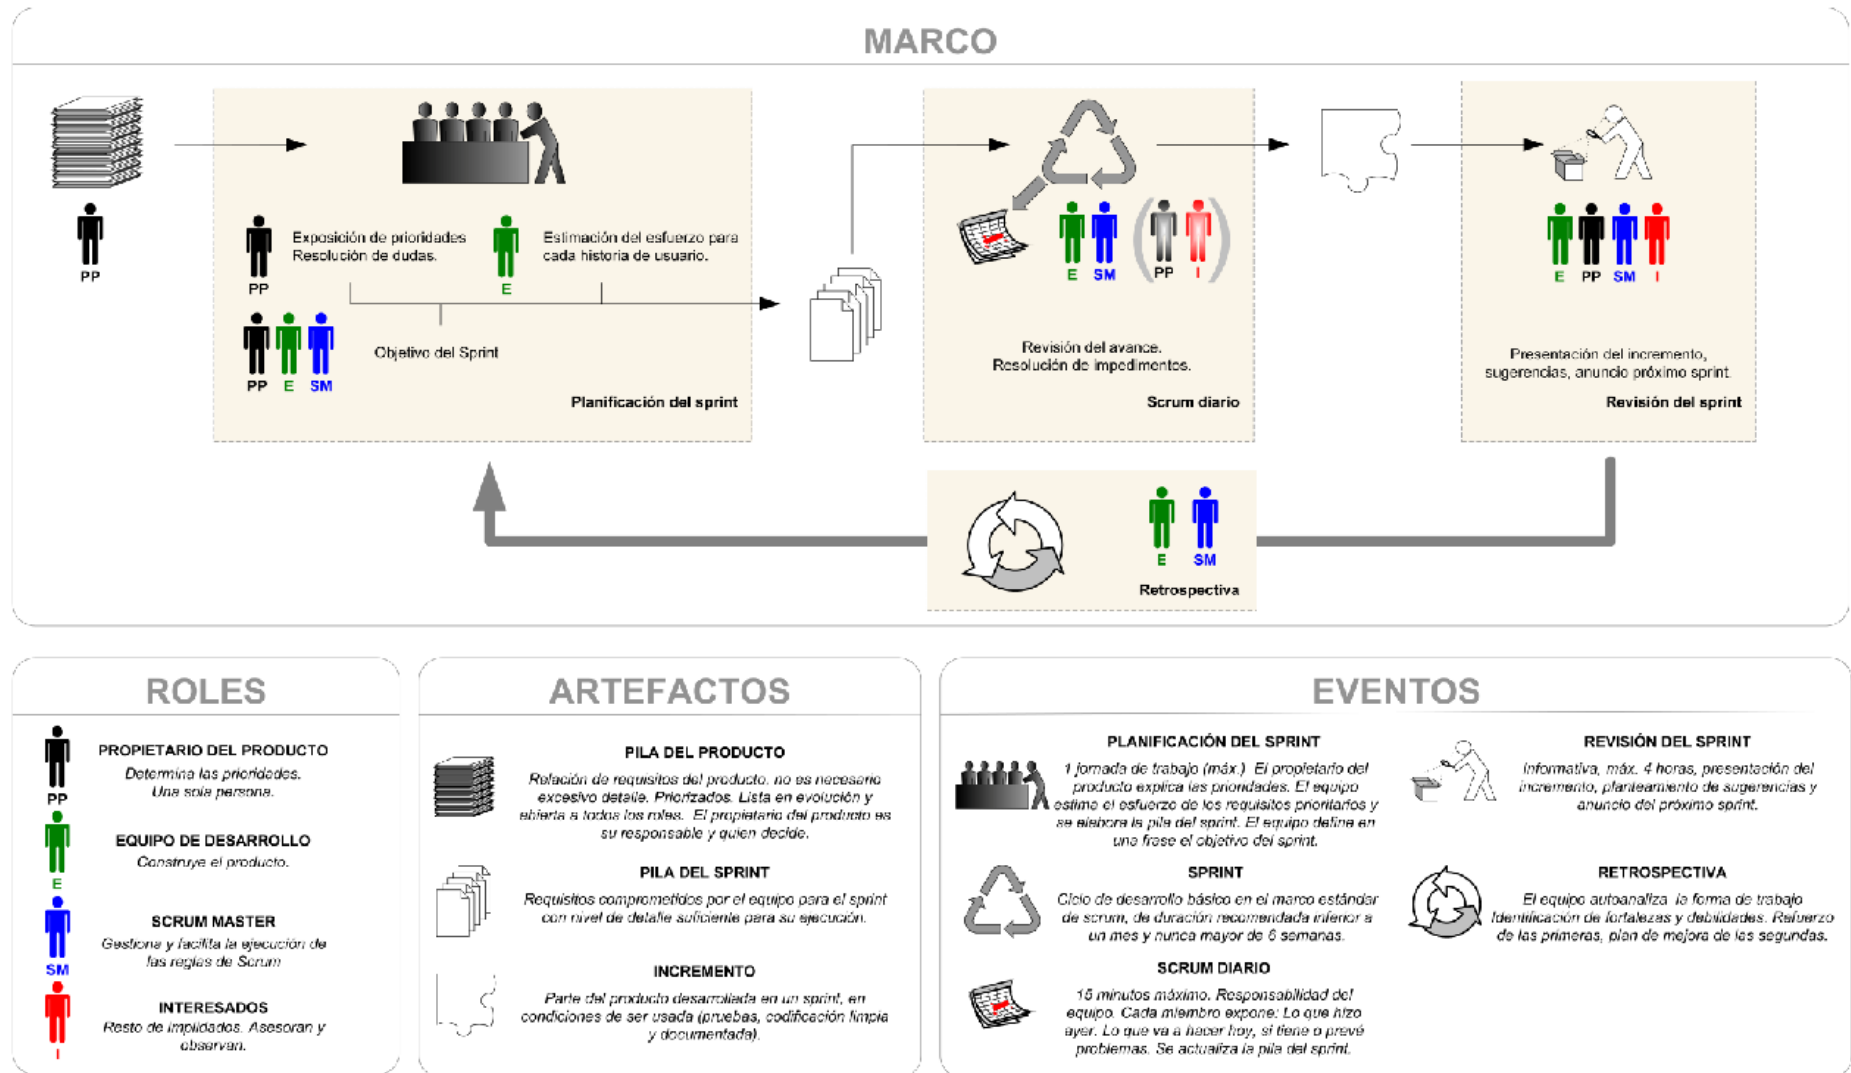 MARCO
PP
Exposición de prioridades
Resolución de dudas.
PP
Estimación del esfuerzo para
cada historia de usuario.
E
PP E SM
Objetivo del Sprint
Planificación del sprint
E SM (PP I)
Revisión del avance.
Resolución de impedimentos.
Scrum diario
E PP SM I
Presentación del incremento,
sugerencias, anuncio próximo sprint.
Revisión del sprint
E SM
Retrospectiva
ROLES
PROPIETARIO DEL PRODUCTO
Determina las prioridades.
Una sola persona.
PP
EQUIPO DE DESARROLLO
Construye el producto.
E
SCRUM MASTER
Gestiona y facilita la ejecución de
las reglas de Scrum
SM
INTERESADOS
Resto de implidados. Asesoran y
observan.
I
ARTEFACTOS
PILA DEL PRODUCTO
Relación de requisitos del producto, no es necesario
excesivo detalle. Priorizados. Lista en evolución y
abierta a todos los roles. El propietario del producto es
su responsable y quien decide.
PILA DEL SPRINT
Requisitos comprometidos por el equipo para el sprint
con nivel de detalle suficiente para su ejecución.
INCREMENTO
Parte del producto desarrollada en un sprint, en
condiciones de ser usada (pruebas, codificación limpia
y documentada).
EVENTOS
PLANIFICACIÓN DEL SPRINT
1 jornada de trabajo (máx.) El propietario del
producto explica las prioridades. El equipo
estima el esfuerzo de los requisitos prioritarios y
se elabora la pila del sprint. El equipo define en
una frase el objetivo del sprint.
SPRINT
Ciclo de desarrollo básico en el marco estándar
de scrum, de duración recomendada inferior a
un mes y nunca mayor de 6 semanas.
SCRUM DIARIO
15 minutos máximo. Responsabilidad del
equipo. Cada miembro expone: Lo que hizo
ayer. Lo que va a hacer hoy, si tiene o prevé
problemas. Se actualiza la pila del sprint.
REVISIÓN DEL SPRINT
Informativa, máx. 4 horas, presentación del
incremento, planteamiento de sugerencias y
anuncio del próximo sprint.
RETROSPECTIVA
El equipo autoanaliza la forma de trabajo
Identificación de fortalezas y debilidades. Refuerzo
de las primeras, plan de mejora de las segundas.